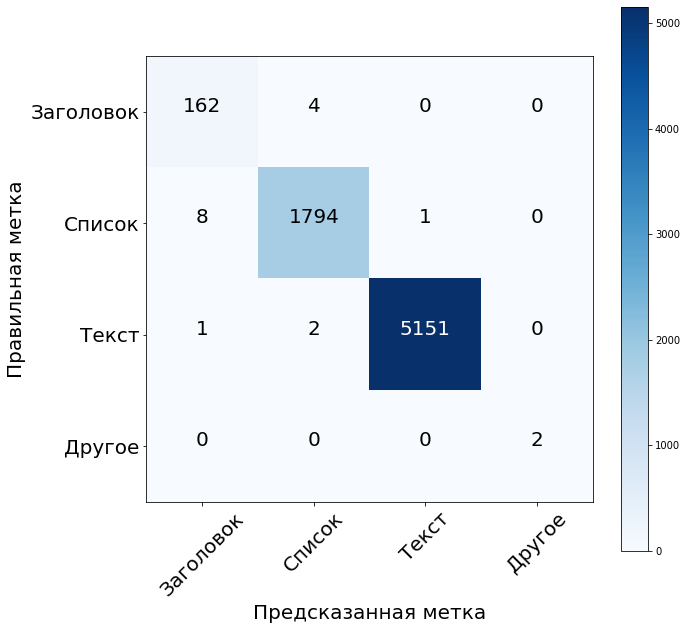 Правильная метка
Заголовок 162 4 0 0
Список 8 1794 1 0
Текст 1 2 5151 0
Другое 0 0 0 2
Заголовок Список Текст Другое
Предсказанная метка
5000
4000
3000
2000
1000
0